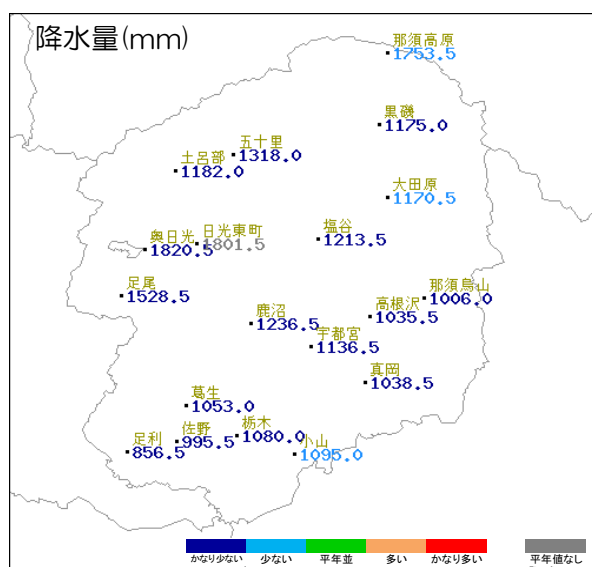 降水量(mm)
那須高原
1753.5
黒磯
1175.0
五十里
1318.0
土呂部
1182.0
大田原
1170.5
日光東町
1801.5
奥日光
1820.5
塩谷
1213.5
足尾
1528.5
那須烏山
1006.0
高根沢
1035.5
鹿沼
1236.5
宇都宮
1136.5
真岡
1038.5
葛生
1053.0
栃木
1080.0
佐野
995.5
足利
856.5
小山
1095.0
かなり少ない 少ない 平年並 多い かなり多い 平年値なし